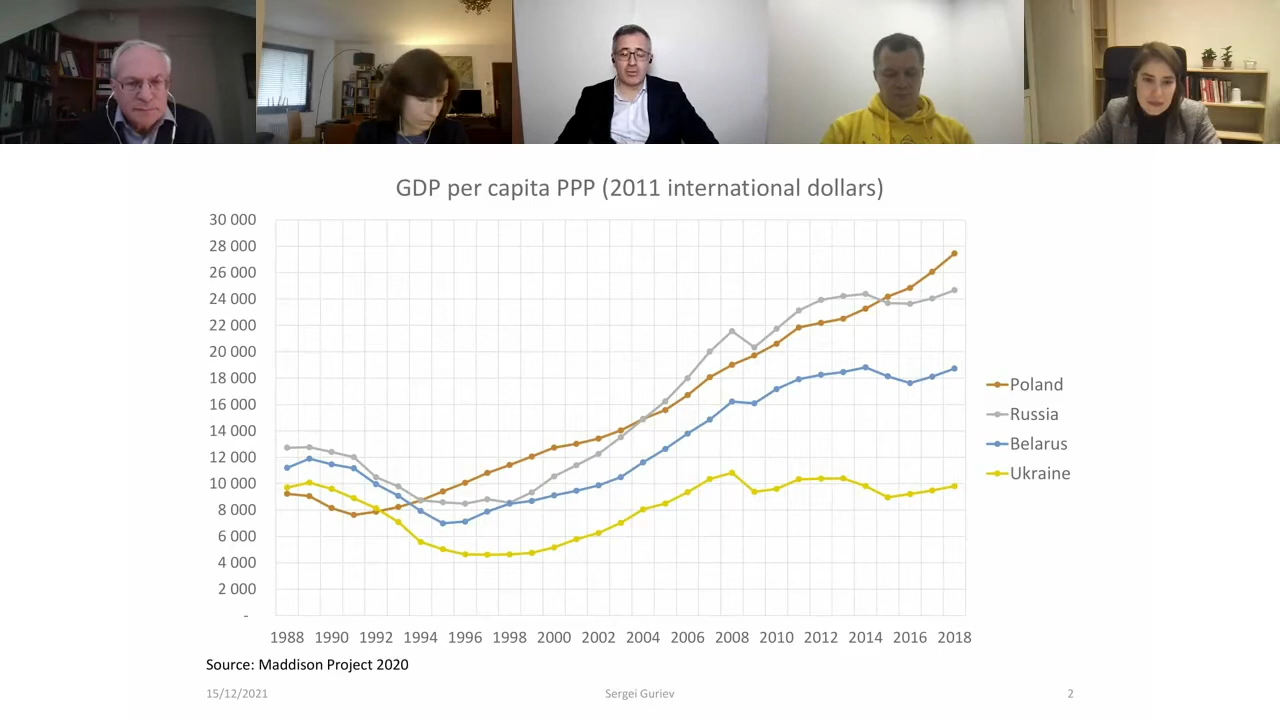 GDP per capita PPP (2011 international dollars)
30 000
28 000
26 000
24 000
22 000
20 000
18 000
16 000
14 000
12 000
10 000
8 000
6 000
4 000
2 000
-
Poland
Russia
Belarus
Ukraine
1988 1990 1992 1994 1996 1998 2000 2002 2004 2006 2008 2010 2012 2014 2016 2018
Source: Maddison Project 2020
15/12/2021 Sergei Guriev 2